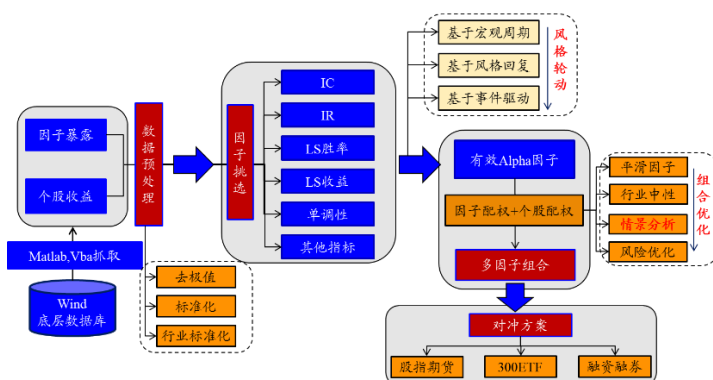 因子暴露
个股收益
Matlab,Vba抓取
Wind
底层数据库
数据预处理
去极值
标准化
行业标准化
因子挑选
IC
IR
LS胜率
LS收益
单调性
其他指标
基于宏观周期
基于风格回复
基于事件驱动
风格轮动
有效Alpha因子
因子配权+个股配权
多因子组合
平滑因子
行业中性
情景分析
风险优化
组合优化
对冲方案
股指期货
300ETF
融资融券